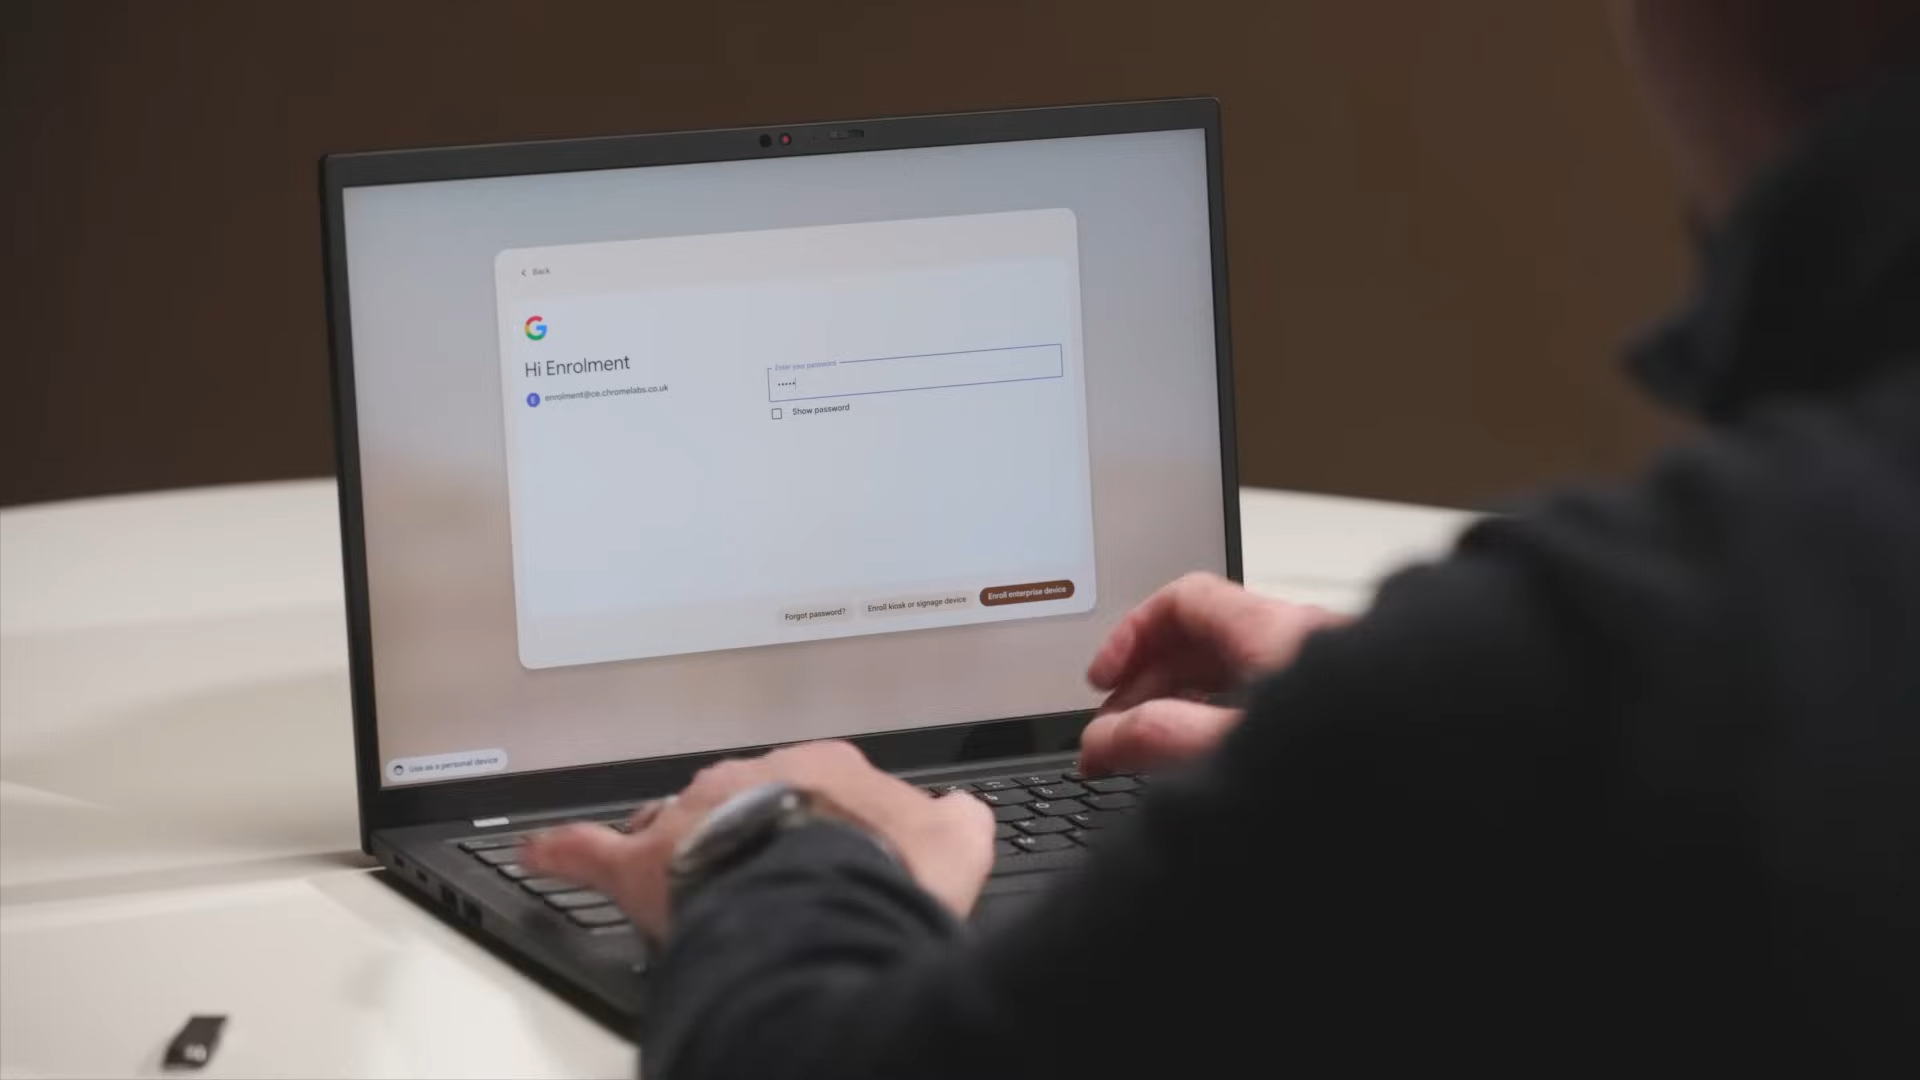 Back
Hi Enrolment
E
enrolment@ce.chromelabs.co.uk
Enter your password
•••••
Show password
Forgot password?
Enroll kiosk or signage device
Enroll enterprise device
Use as a personal device